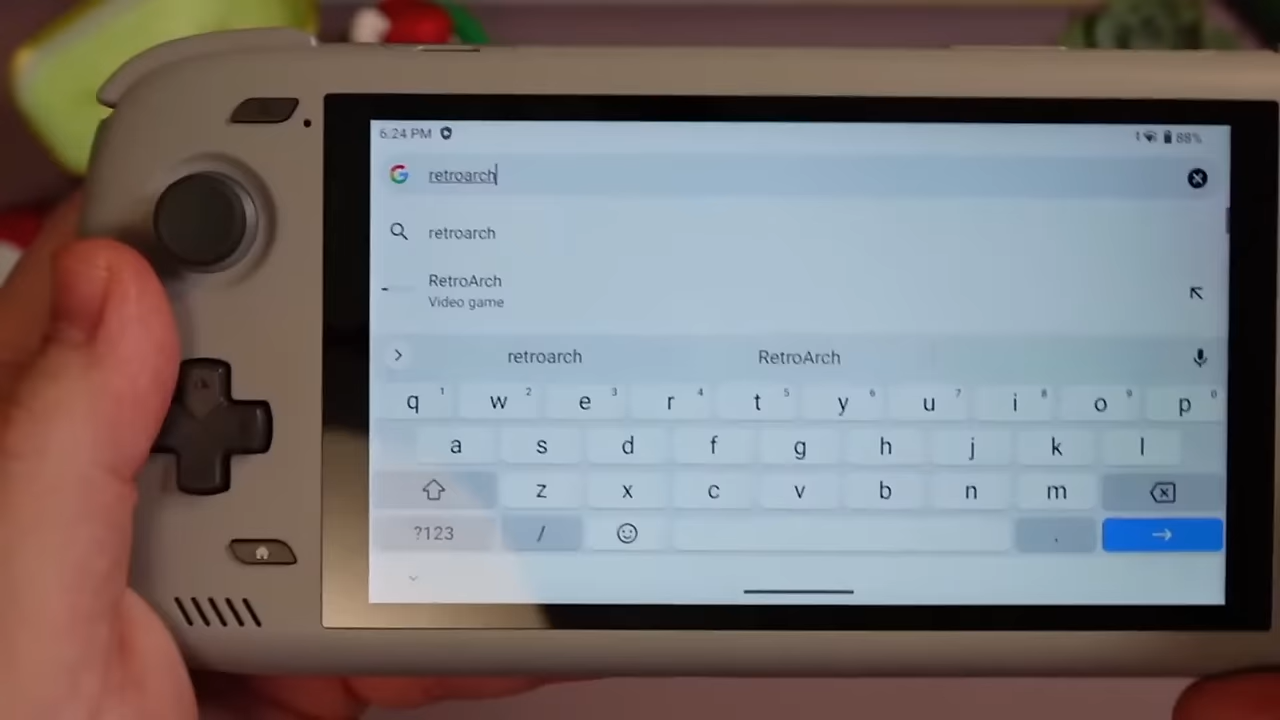 6:24 PM 88%
retroarch
retroarch
RetroArch
Video game
retroarch RetroArch
q 1 w 2 e 3 r 4 t 5 y 6 u 7 i 8 o 9 p 0
a s d f g h j k l
z x c v b n m
?123 / .